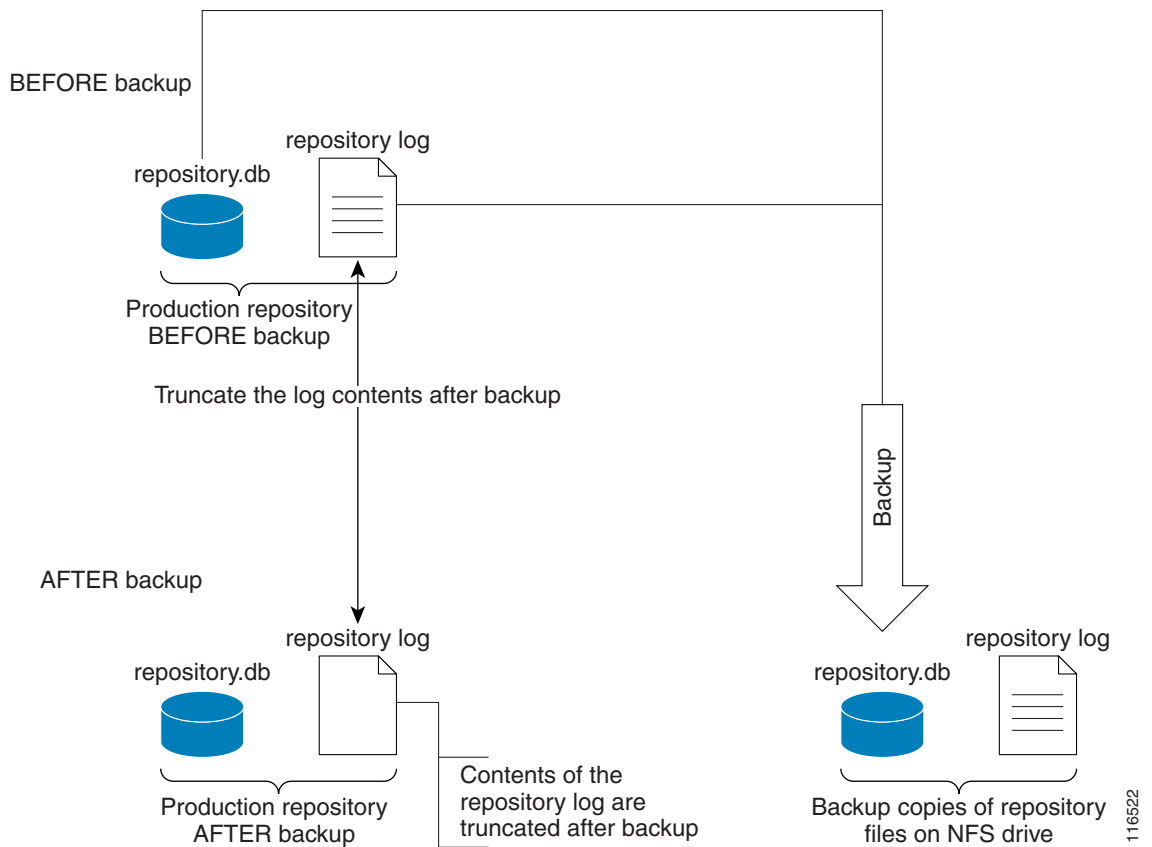 BEFORE backup
repository log
repository.db
Production repository
BEFORE backup
Truncate the log contents after backup
Backup
AFTER backup
repository log
repository.db
Production repository
AFTER backup
Contents of the
repository log are
truncated after backup
repository log
repository.db
Backup copies of repository
files on NFS drive
116522